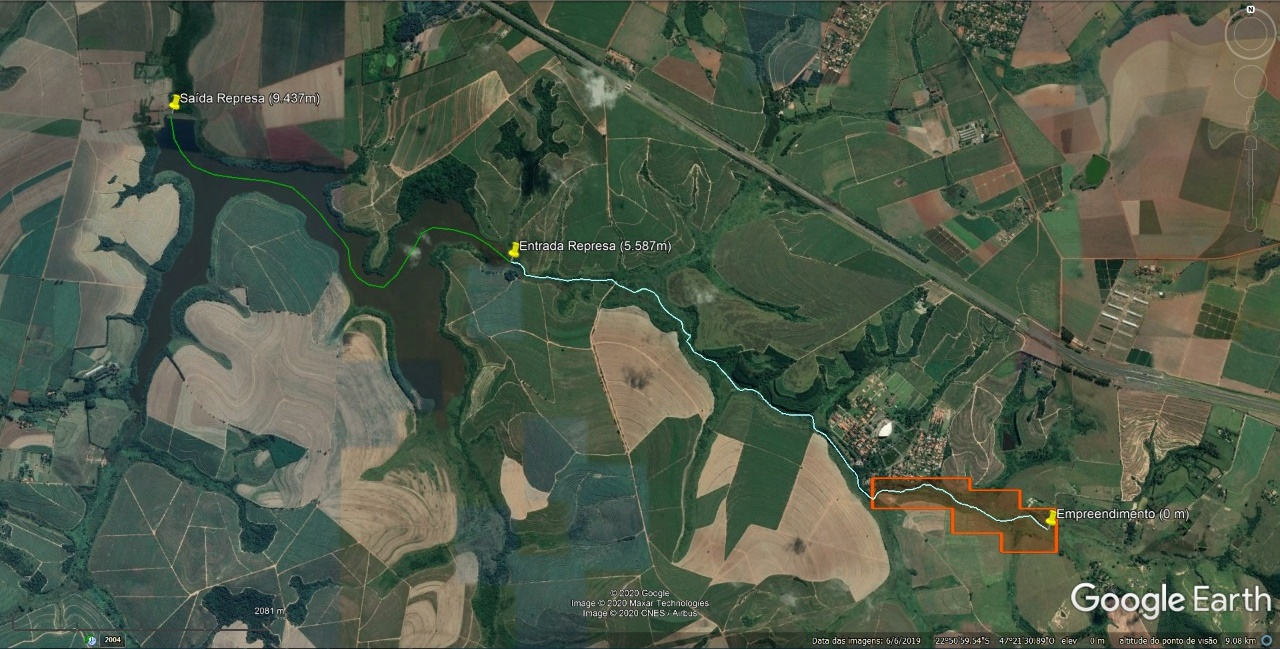 N
Saída Represa (9.437m)
Entrada Represa (5.587m)
Empreendimento (0 m)
© 2020 Google
Image © 2020 Maxar Technologies
Image © 2020 CNES / Airbus
Google Earth
2081 m
2004
Data das imagens: 6/6/2019 22°50'59.54"S 47°21'30.89"O elev 0 m altitude do ponto de visão 9.08 km